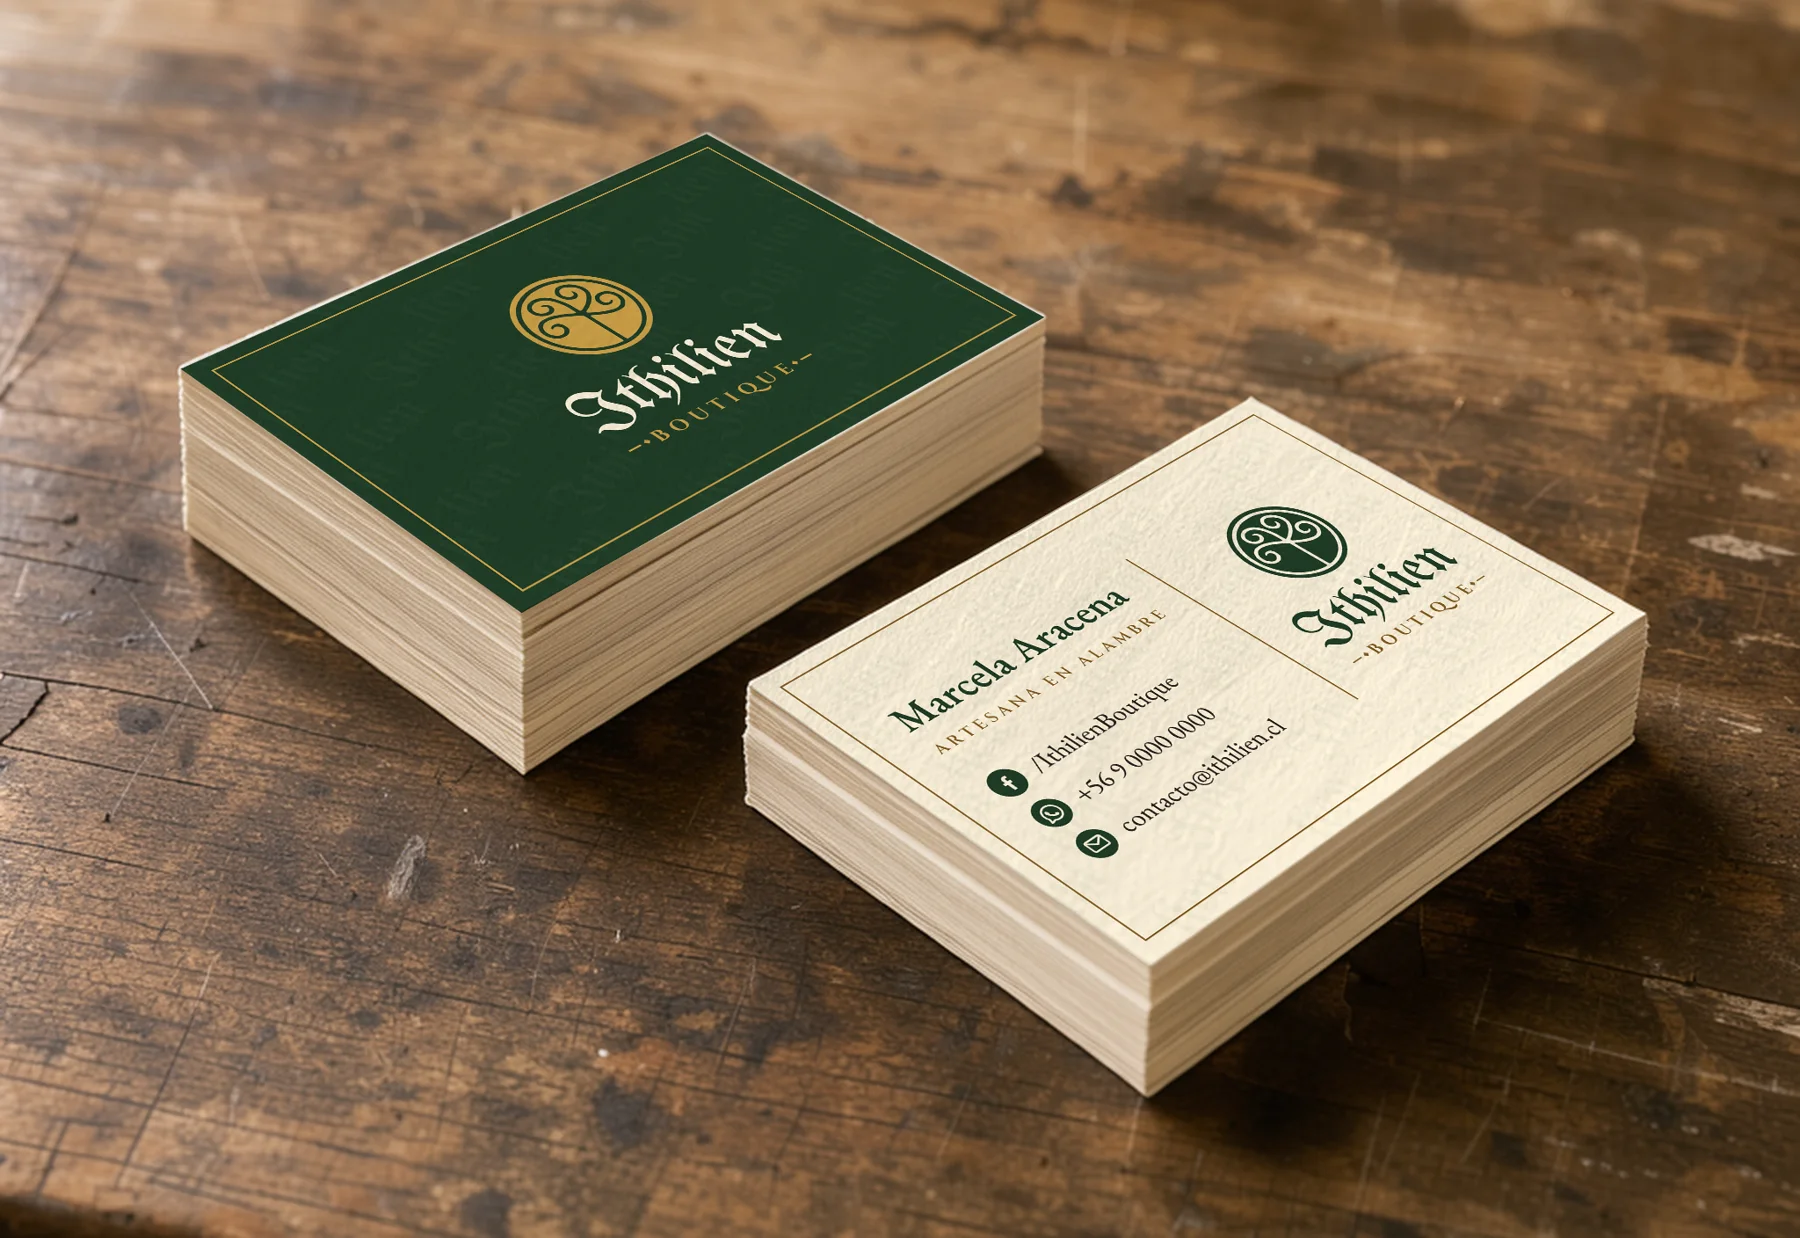 Ithilien
BOUTIQUE
Marcela Aracena
ARTESANA EN ALAMBRE
/IthilienBoutique
+56 9 0000 0000
contacto@ithilien.cl
Ithilien
BOUTIQUE